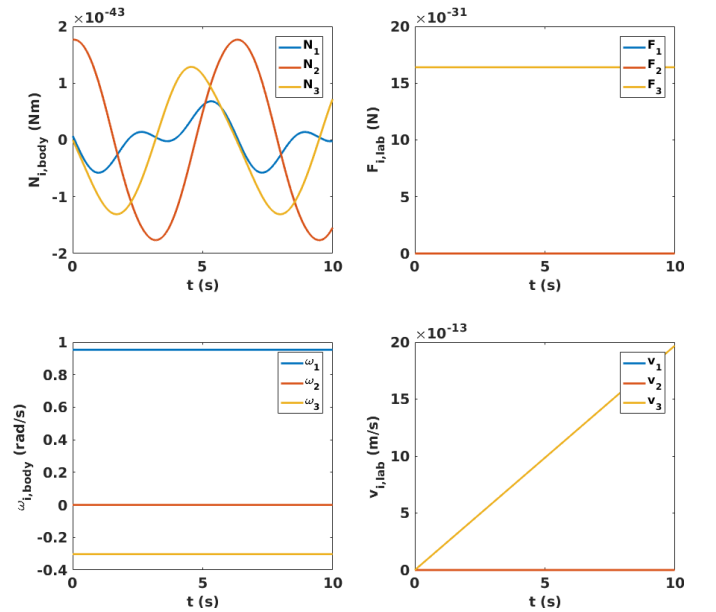 ×10⁻⁴³
2
1
0
-1
-2
N₁
N₂
N₃
N_i,body (Nm)
0 5 10
t (s)
×10⁻³¹
20
15
10
5
0
F₁
F₂
F₃
F_i,lab (N)
0 5 10
t (s)
1
0.8
0.6
0.4
0.2
0
-0.2
-0.4
ω₁
ω₂
ω₃
ω_i,body (rad/s)
0 5 10
t (s)
×10⁻¹³
20
15
10
5
0
v₁
v₂
v₃
v_i,lab (m/s)
0 5 10
t (s)